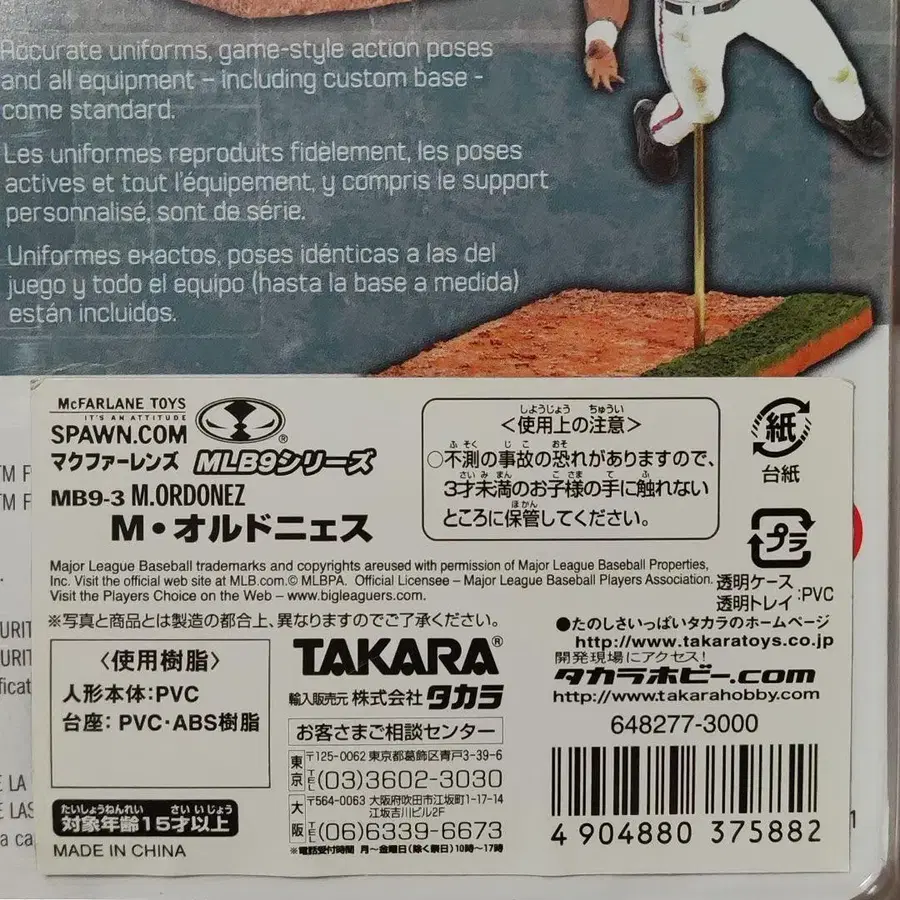 Accurate uniforms, game-style action poses
and all equipment – including custom base -
come standard.
Les uniformes reproduits fidèlement, les poses
actives et tout l'équipement, y compris le support
personnalisé, sont de série.
Uniformes exactos, poses idénticas a las del
juego y todo el equipo (hasta la base a medida)
están incluidos.
McFARLANE TOYS
IT'S AN ATTITUDE
SPAWN.COM
®
マクファーレンズ MLB9シリーズ
MB9-3 M.ORDONEZ
M・オルドニェス
しようじょう ちゅうい
<使用上の注意>
ふそく じこ おそ
○不測の事故の恐れがありますので、
さいみまん こさま て ふ
3才未満のお子様の手に触れない
ほかん
ところに保管してください。
紙
台紙
プラ
透明ケース
透明トレイ :PVC
Major League Baseball trademarks and copyrights areused with permission of Major League Baseball Properties,
Inc. Visit the official web site at MLB.com.© MLBPA. Official Licensee – Major League Baseball Players Association.
Visit the Players Choice on the Web – www.bigleaguers.com.
※写真と商品とは製造の都合上、異なりますのでご了承ください。
<使用樹脂>
人形本体:PVC
台座: PVC・ABS樹脂
たいしょうねんれい さいいじょう
対象年齢15才以上
MADE IN CHINA
TAKARA®
輸入販売元 株式会社 タカラ
お客さまご相談センター
東京 〒125-0062 東京都葛飾区青戸3-39-6
TEL (03)3602-3030
大阪 〒564-0063 大阪府吹田市江坂町1-17-14
江坂吉川ビル2F
TEL (06)6339-6673
※電話受付時間 月〜金曜日(除く祭日)10時〜17時
●たのしさいっぱいタカラのホームページ
http://www.takaratoys.co.jp
開発現場にアクセス!
タカラホビー.com
http://www.takarahobby.com
648277-3000
4 904880 375882